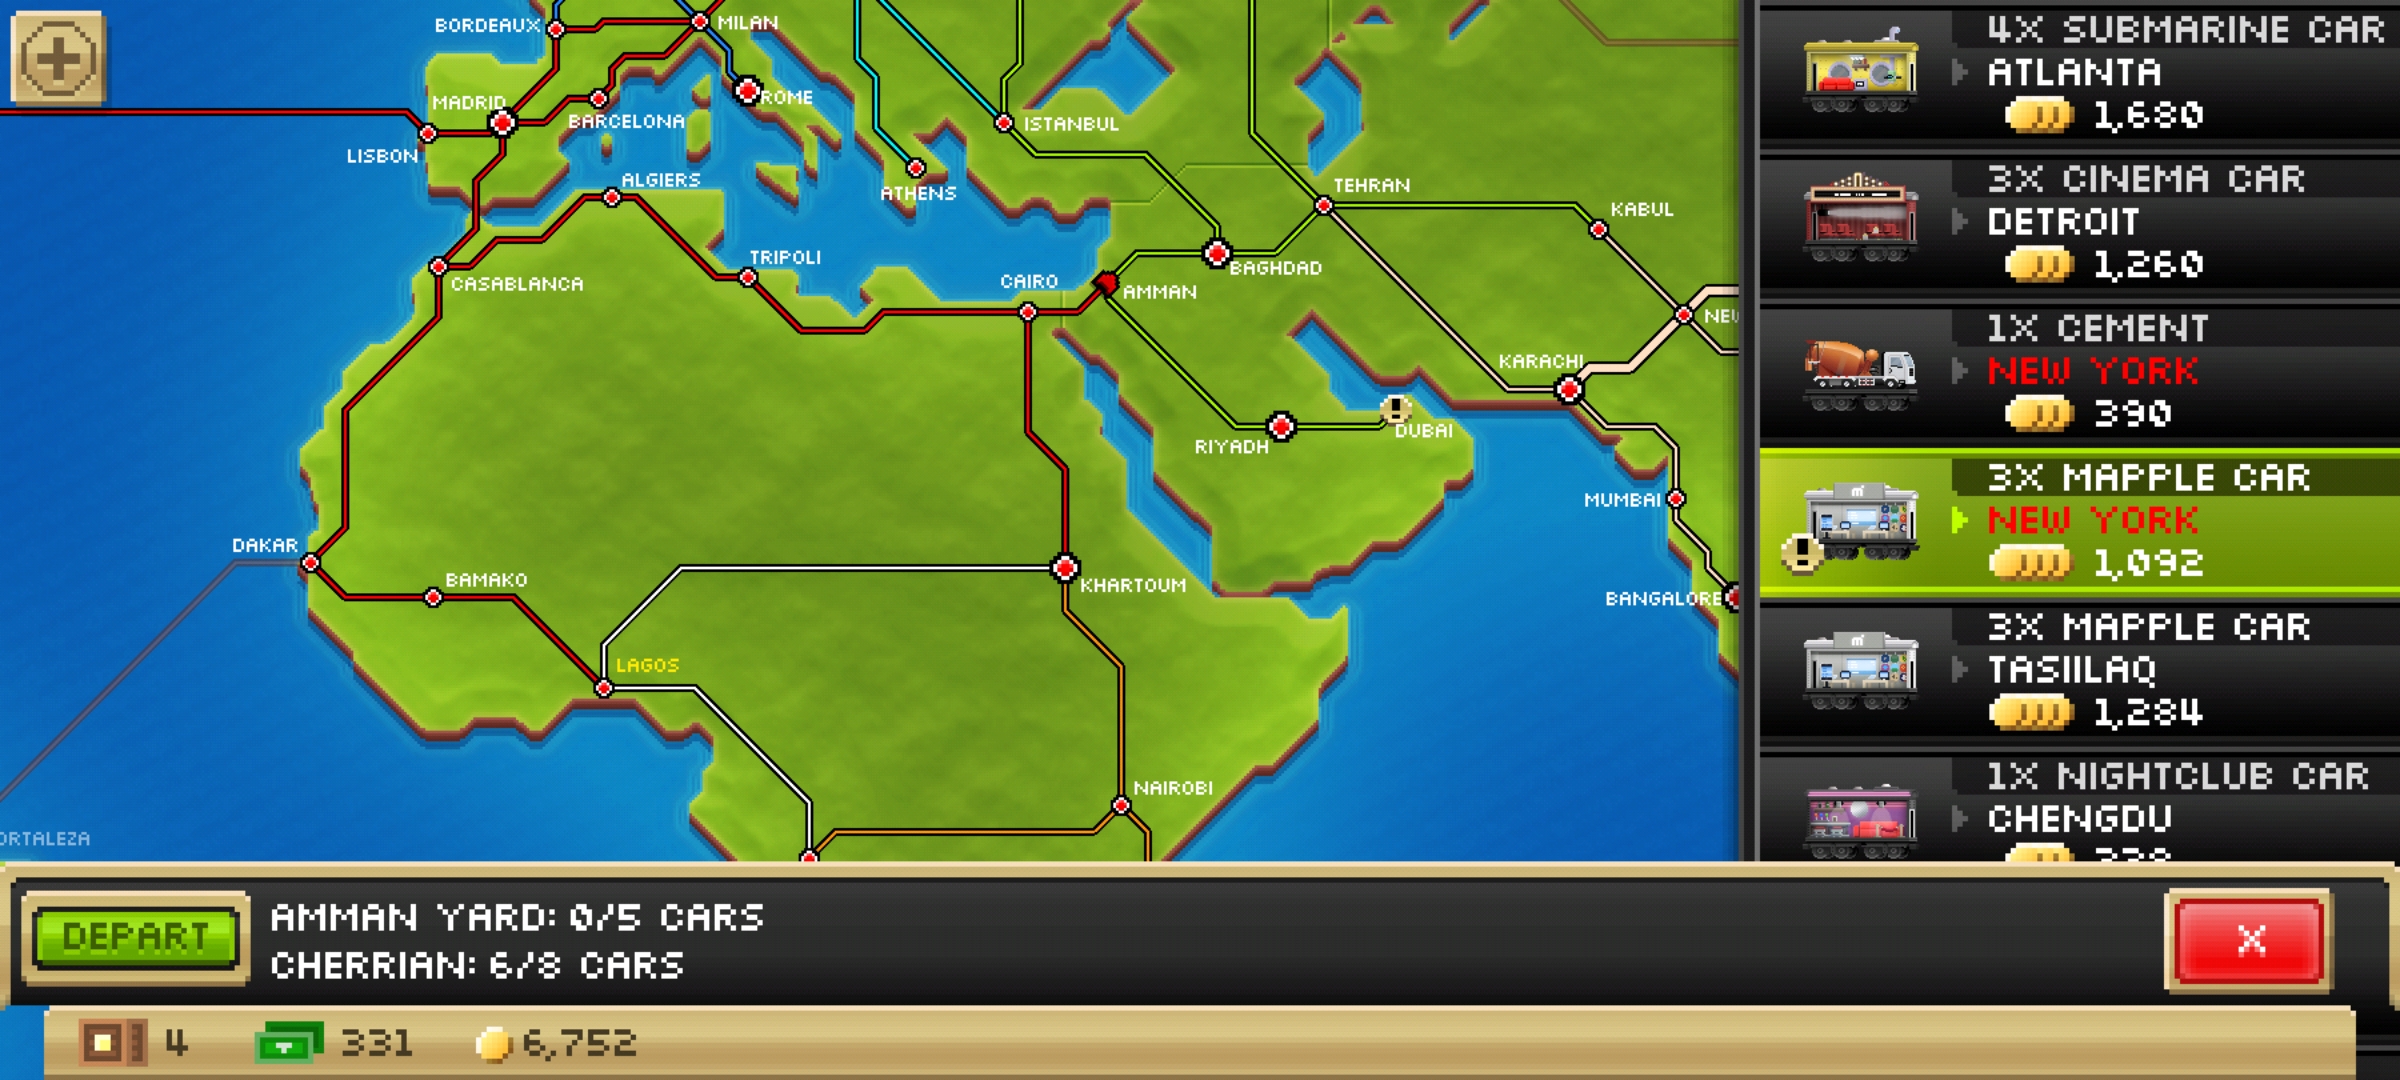 BORDEAUX
MILAN
ROME
MADRID
BARCELONA
LISBON
ISTANBUL
ATHENS
ALGIERS
TEHRAN
KABUL
CASABLANCA
TRIPOLI
CAIRO
AMMAN
BAGHDAD
KARACHI
RIYADH
DUBAI
MUMBAI
DAKAR
BAMAKO
KHARTOUM
BANGALORE
LAGOS
NAIROBI
4X SUBMARINE CAR
ATLANTA
1,680
3X CINEMA CAR
DETROIT
1,260
1X CEMENT
NEW YORK
390
3X MAPPLE CAR
NEW YORK
1,092
3X MAPPLE CAR
TASIILAQ
1,284
1X NIGHTCLUB CAR
CHENGDU
DEPART
AMMAN YARD: 0/5 CARS
CHERRIAN: 6/8 CARS
X
4
331
6,752